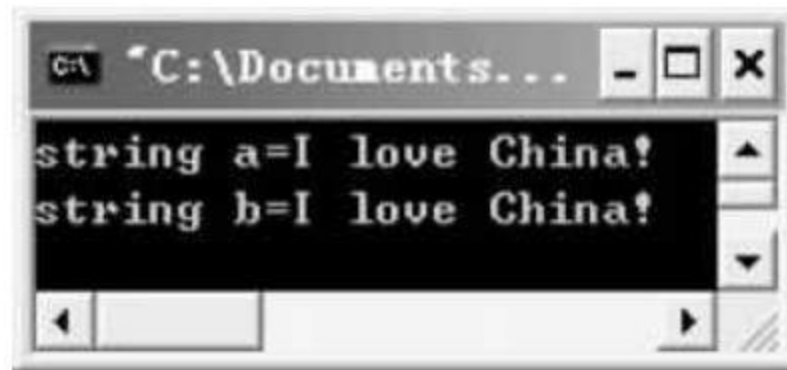 "C:\Documents...
string a=I love China!
string b=I love China!